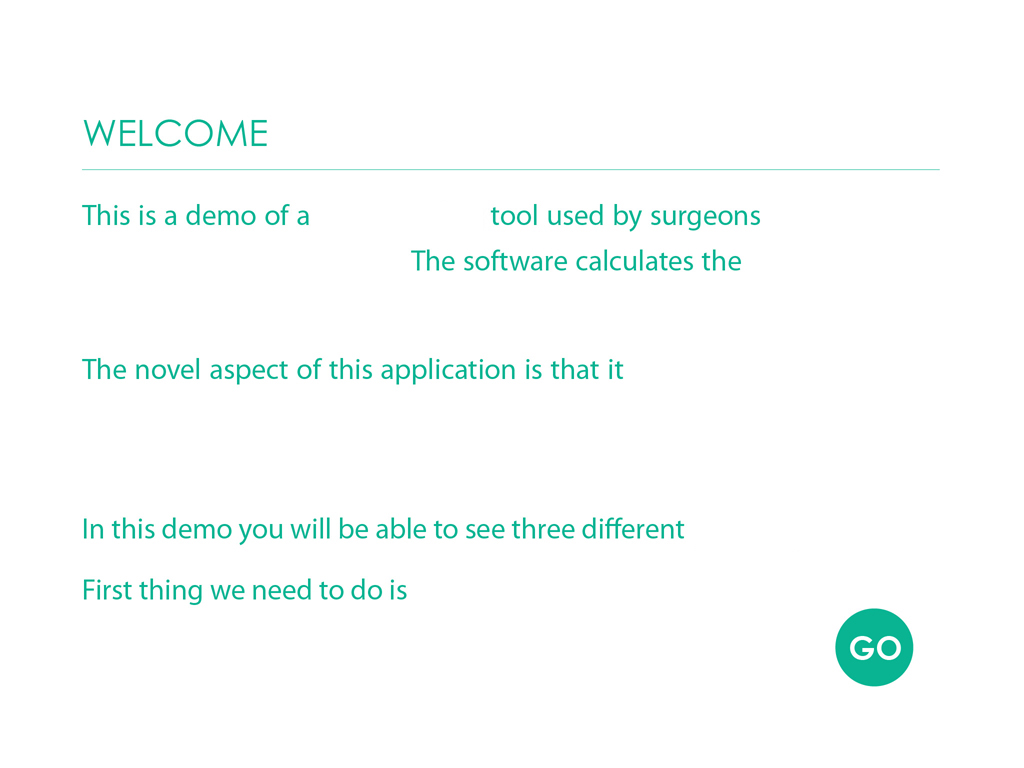 WELCOME
This is a demo of a tool used by surgeons
The software calculates the
The novel aspect of this application is that it
In this demo you will be able to see three different
First thing we need to do is
GO